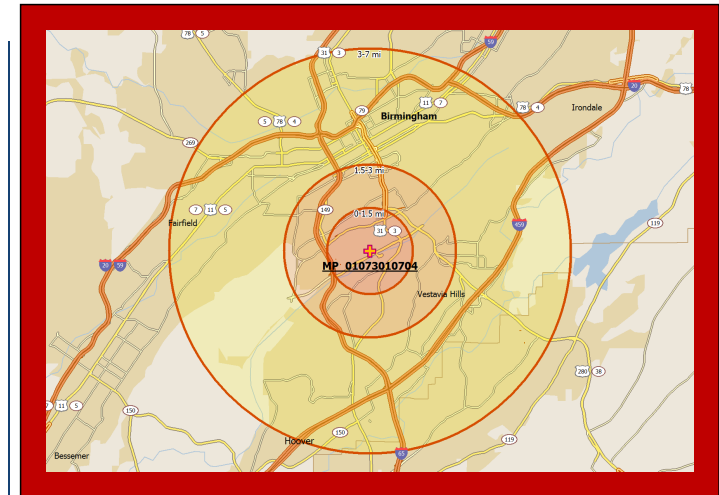 78 5
31 3
59
3-7 mi
20
78
79
11 7
78 4
Irondale
Birmingham
5 78 4
269
1.5-3 mi
7 11 5
149
0-1.5 mi
Fairfield
31 3
459
119
20 59
MP 01073010704
Vestavia Hills
280 38
7 11 5
150
150
Hoover
119
Bessemer
65